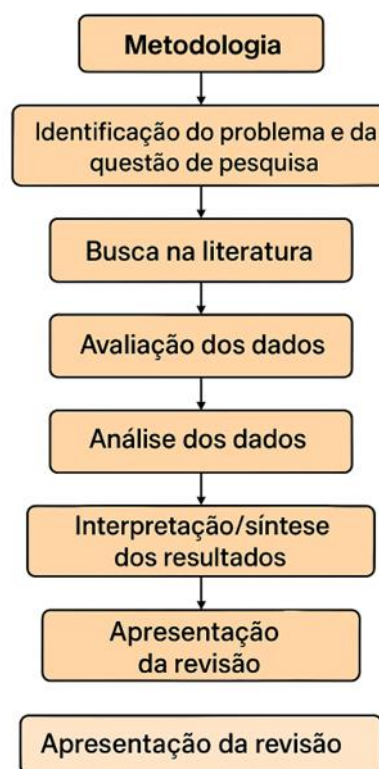 Metodologia
Identificação do problema e da
questão de pesquisa
Busca na literatura
Avaliação dos dados
Análise dos dados
Interpretação/síntese
dos resultados
Apresentação
da revisão
Apresentação da revisão